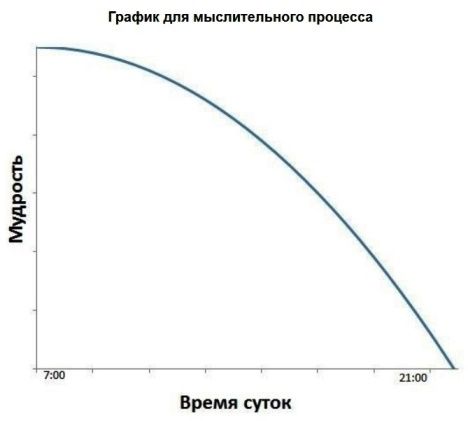 График для мыслительного процесса
Мудрость
7:00
21:00
Время суток